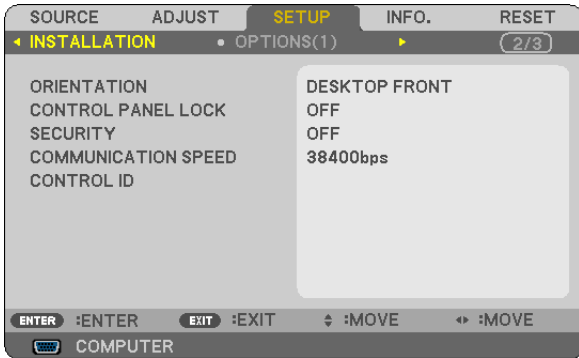 SOURCE ADJUST SETUP INFO. RESET
INSTALLATION • OPTIONS(1) 2/3
ORIENTATION DESKTOP FRONT
CONTROL PANEL LOCK OFF
SECURITY OFF
COMMUNICATION SPEED 38400bps
CONTROL ID
ENTER :ENTER EXIT :EXIT :MOVE :MOVE
COMPUTER